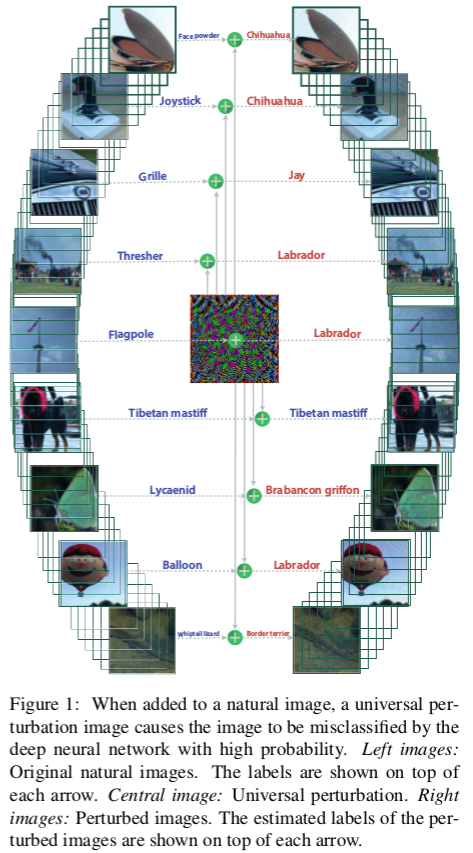 Face powder Chihuahua
Joystick Chihuahua
Grille Jay
Thresher Labrador
Flagpole Labrador
Tibetan mastiff Tibetan mastiff
Lycaenid Brabancon griffon
Balloon Labrador
Whiptail lizard Border terrier
Figure 1: When added to a natural image, a universal per-
turbation image causes the image to be misclassified by the
deep neural network with high probability. Left images:
Original natural images. The labels are shown on top of
each arrow. Central image: Universal perturbation. Right
images: Perturbed images. The estimated labels of the per-
turbed images are shown on top of each arrow.